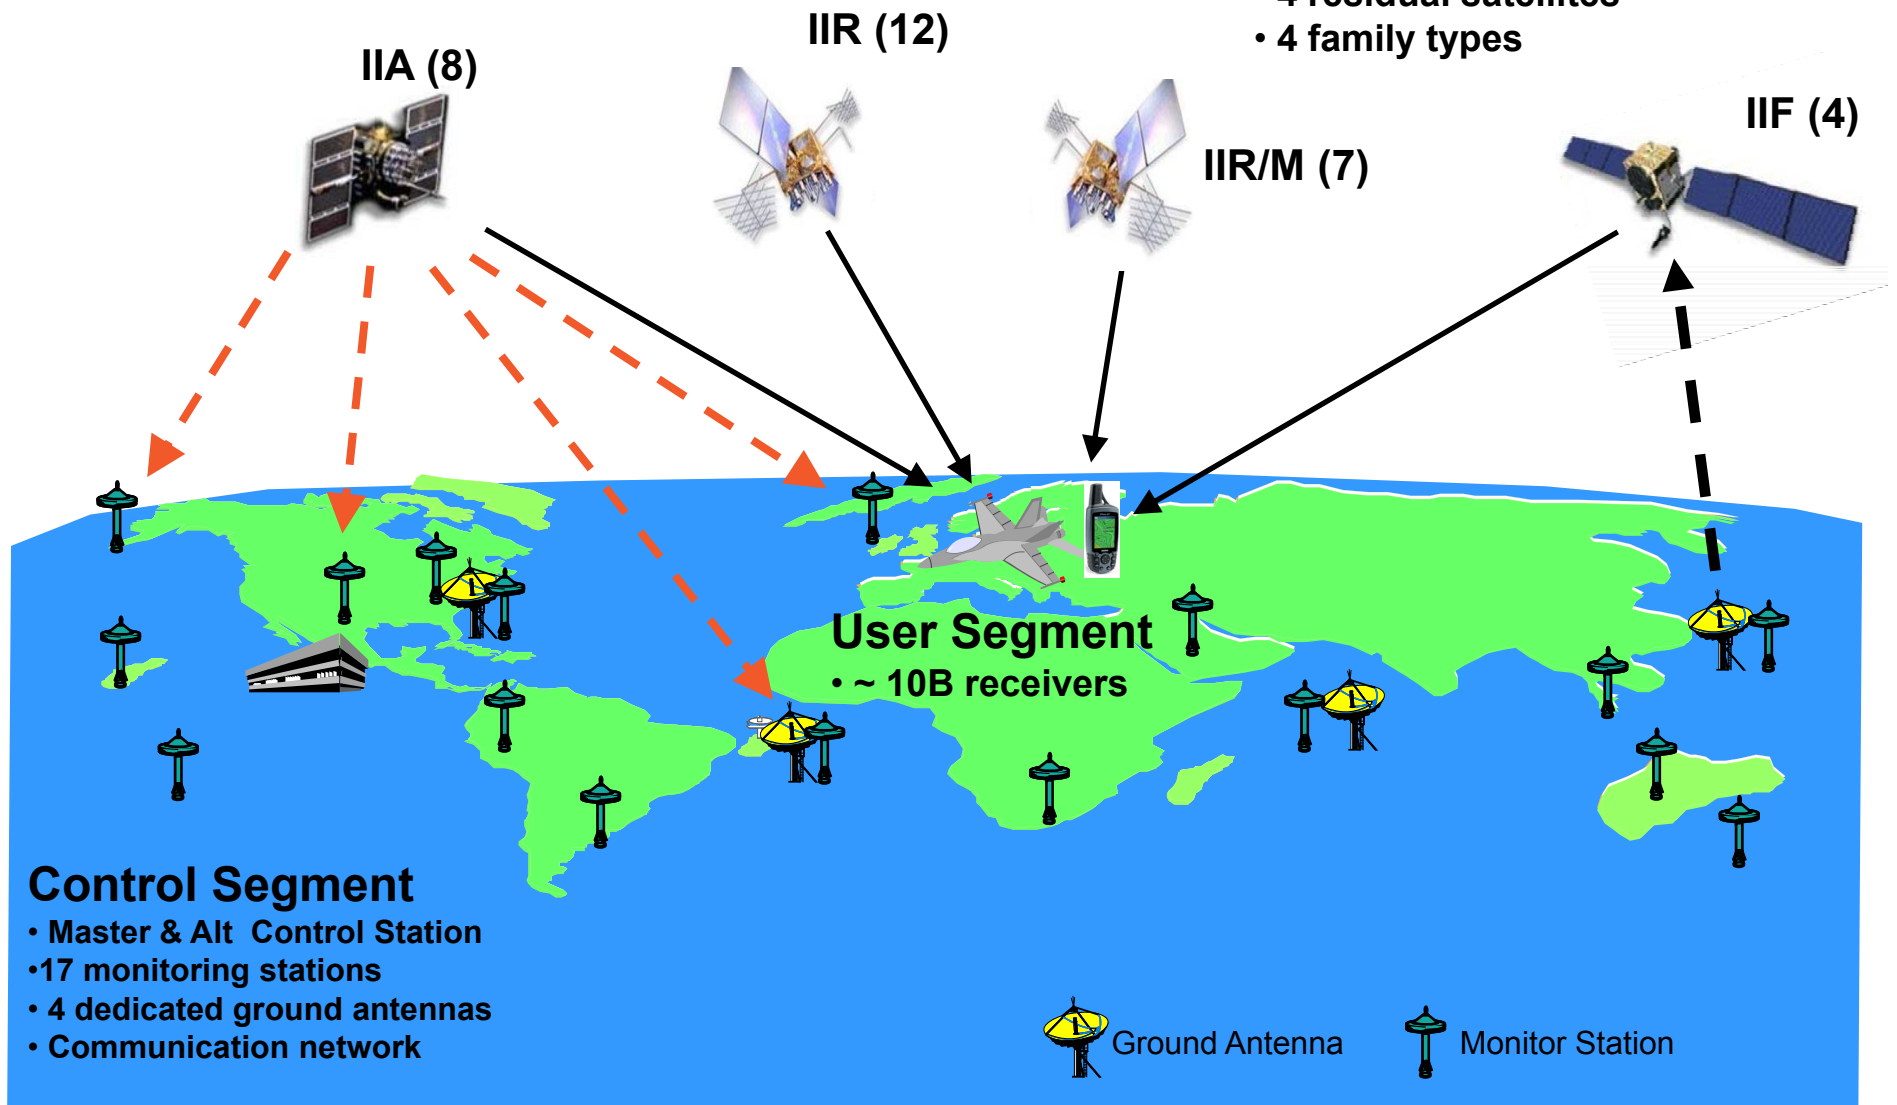 • 4 family types
IIR (12)
IIA (8)
IIF (4)
IIR/M (7)
User Segment
• ~ 10B receivers
Control Segment
• Master & Alt  Control Station
•17 monitoring stations
• 4 dedicated ground antennas
• Communication network
Ground Antenna
Monitor Station